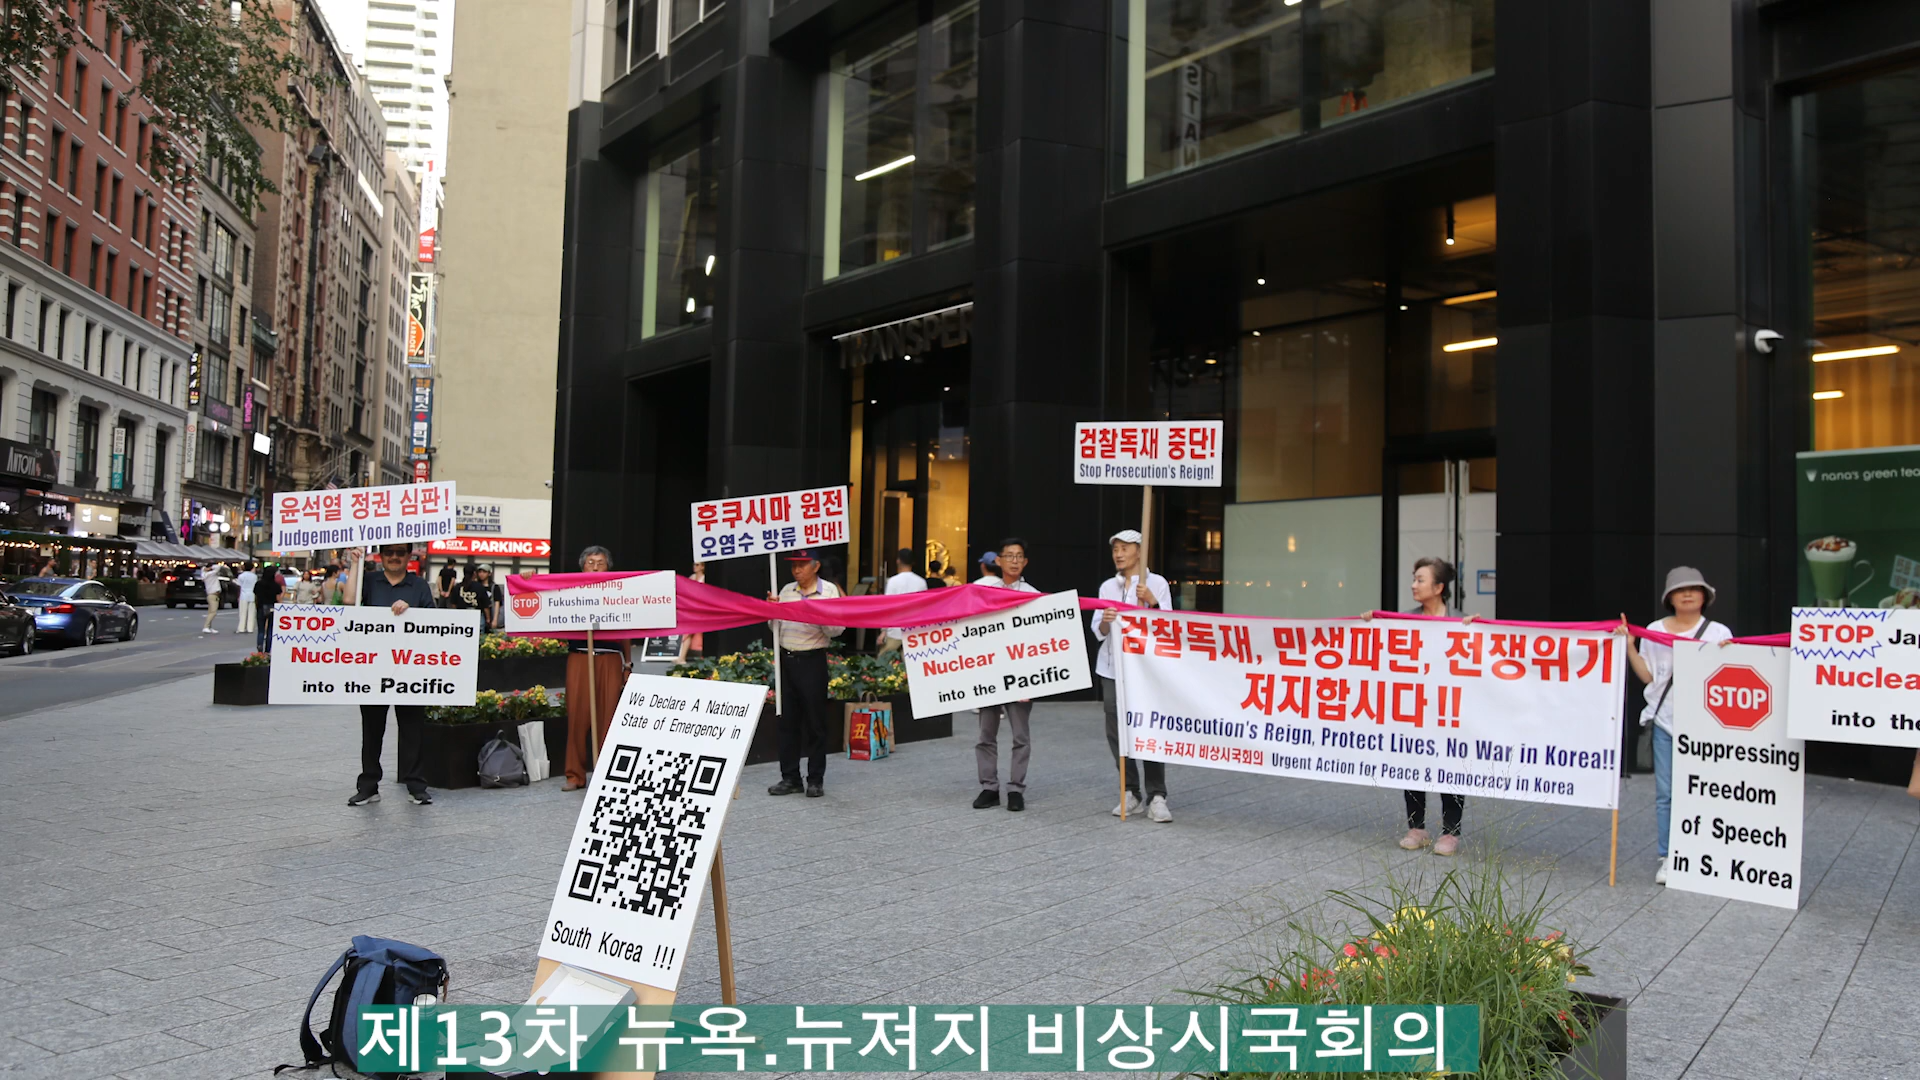 윤석열 정권 심판!
Judgement Yoon Regime!
STOP Japan Dumping
Nuclear Waste
into the Pacific
CITY PARKING
STOP
Dumping
Fukushima Nuclear Waste
Into the Pacific !!!
후쿠시마 원전
오염수 방류 반대!
STOP Japan Dumping
Nuclear Waste
into the Pacific
검찰독재 중단!
Stop Prosecution's Reign!
검찰독재, 민생파탄, 전쟁위기
저지합시다!!
op Prosecution's Reign, Protect Lives, No War in Korea!!
뉴욕·뉴저지 비상시국회의 Urgent Action for Peace & Democracy in Korea
STOP
Suppressing
Freedom
of Speech
in S. Korea
STOP Ja
Nuclea
into the
nana's green tea
We Declare A National
State of Emergency in
South Korea !!!
제13차 뉴욕.뉴져지 비상시국회의